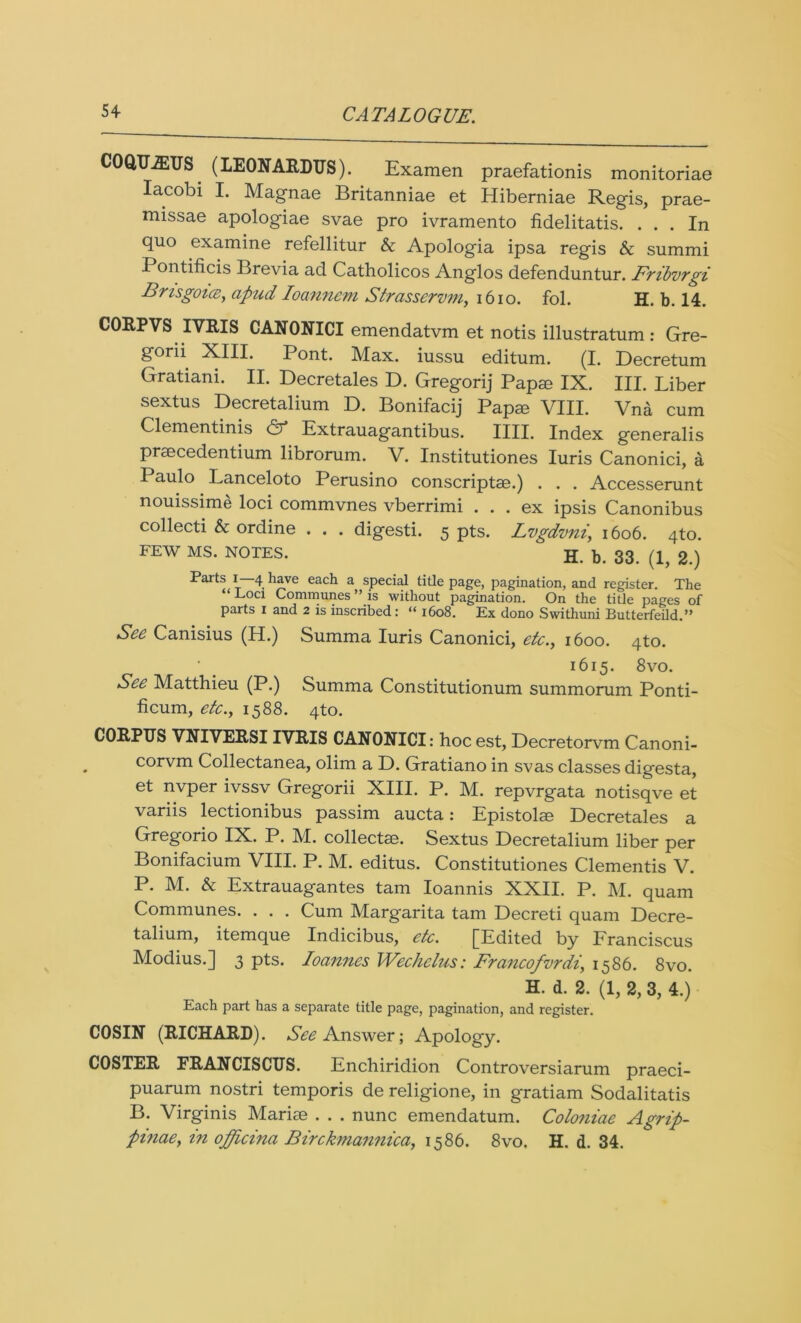 54 CATALOGUE.
COQUÆUS (LEONARDUS). Examen praefationis monitoriae
Iacobi I. Magnae Britanniae et Hiberniae Regis, prae-
missae apologiae svae pro ivramento fidelitatis. . . . In
quo examine refellitur & Apologia ipsa regis & summi
Pontificis Brevia ad Catholicos Anglos defenduntur. Fribvrgi
Brisgoiæ, apud Ioannem Strasservm, 1610. fol. H. b. 14.
CORPVS IVRIS CANONICI emendatvm et notis illustratum : Gre-
gorii XIII. Pont. Max. iussu editum. (I. Decretum
Gratiani. II. Decretales D. Gregorij Papæ IX. III. Liber
sextus Decretalium D. Bonifacij Papæ VIII. Vnà cum
Clementinis & Extrauagantibus. IIII. Index generalis
præcedentium librorum. V. Institutiones Iuris Canonici, à
Paulo Lanceloto Perusino conscriptæ.) . . . Accesserunt
nouissimè loci commvnes vberrimi . . . ex ipsis Canonibus
collecti & ordine . . . digesti. 5 pts. Lvgdvni, 1606. 4to.
FEW MS. NOTES. H. b. 33. (1, 2.)
Parts 1—4 have each a special title page, pagination, and register. The
“Loci Communes” is without pagination. On the title pages of
parts 1 and 2 is inscribed: “ 1608. Ex dono Swithuni Butterfeild.”
See Canisius (H.) Summa Iuris Canonici, etc., 1600. 4to.
1615. 8vo.
See Matthieu (P.) Summa Constitutionum summorum Ponti-
ficum, etc., 1588. 4to.
CORPUS VNIVERSI IVRIS CANONICI: hoc est, Decretorvm Canoni-
corvm Collectanea, olim a D. Gratiano in svas classes digesta,
et nvper ivssv Gregorii XIII. P. M. repvrgata notisqve et
variis lectionibus passim aucta : Epistolæ Decretales a
Gregorio IX. P. M. collectæ. Sextus Decretalium liber per
Bonifacium VIII. P. M. editus. Constitutiones Clementis V.
P. M. & Extrauagantes tam Ioannis XXII. P. M. quam
Communes. . . . Cum Margarita tam Decreti quam Decre-
talium, itemque Indicibus, etc. [Edited by Franciscus
Modius.] 3 pts. Ioannes Wechelus: Francofvrdi, 1586. 8vo.
H. d. 2. (1, 2, 3, 4.)
Each part has a separate title page, pagination, and register.
COSIN (RICHARD). See Answer; Apology.
COSTER FRANCISCUS. Enchiridion Controversiarum praeci-
puarum nostri temporis de religione, in gratiam Sodalitatis
B. Virginis Mariæ . . . nunc emendatum. Coloniae Agrip-
pinae, in officina Birckmannica, 1586. 8vo. H. d. 34.